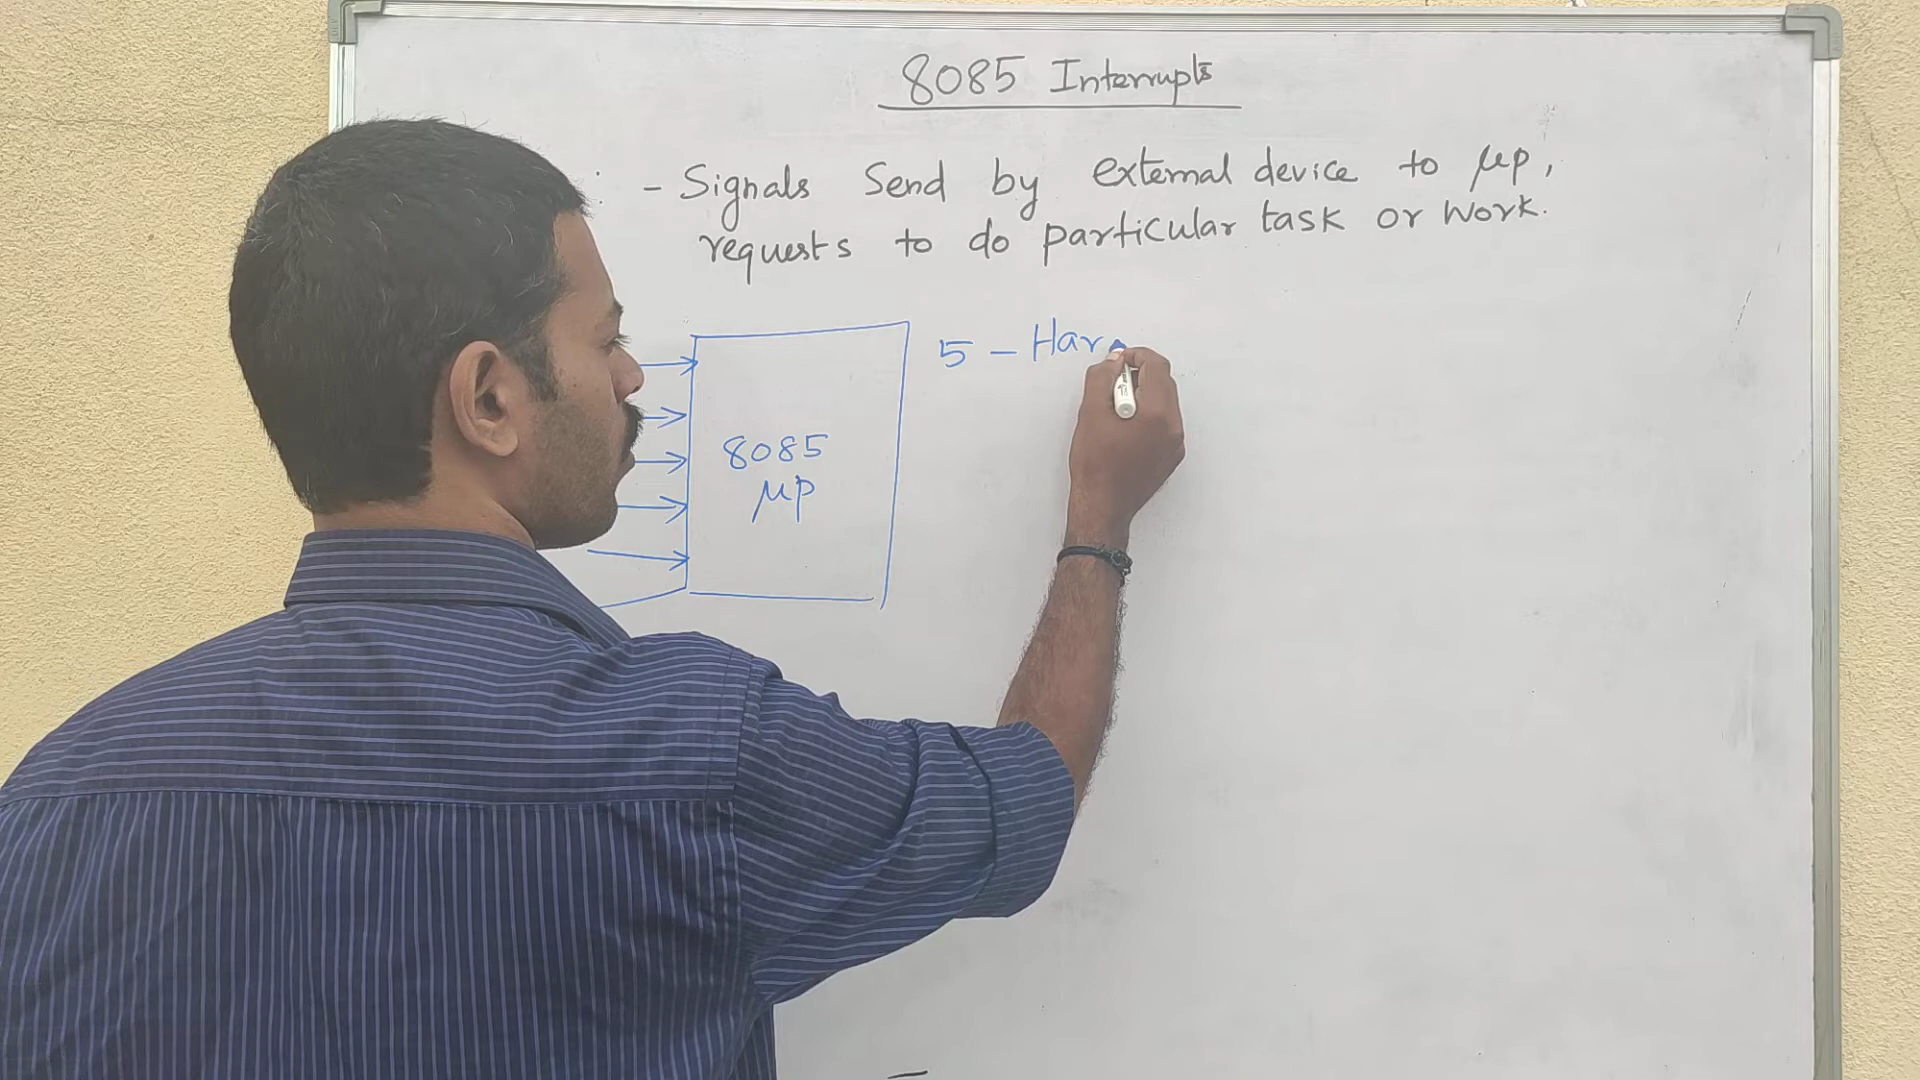 8085 Interrupts
- Signals Send by external device to μp,
requests to do particular task or work.
5 - Har
8085
μp